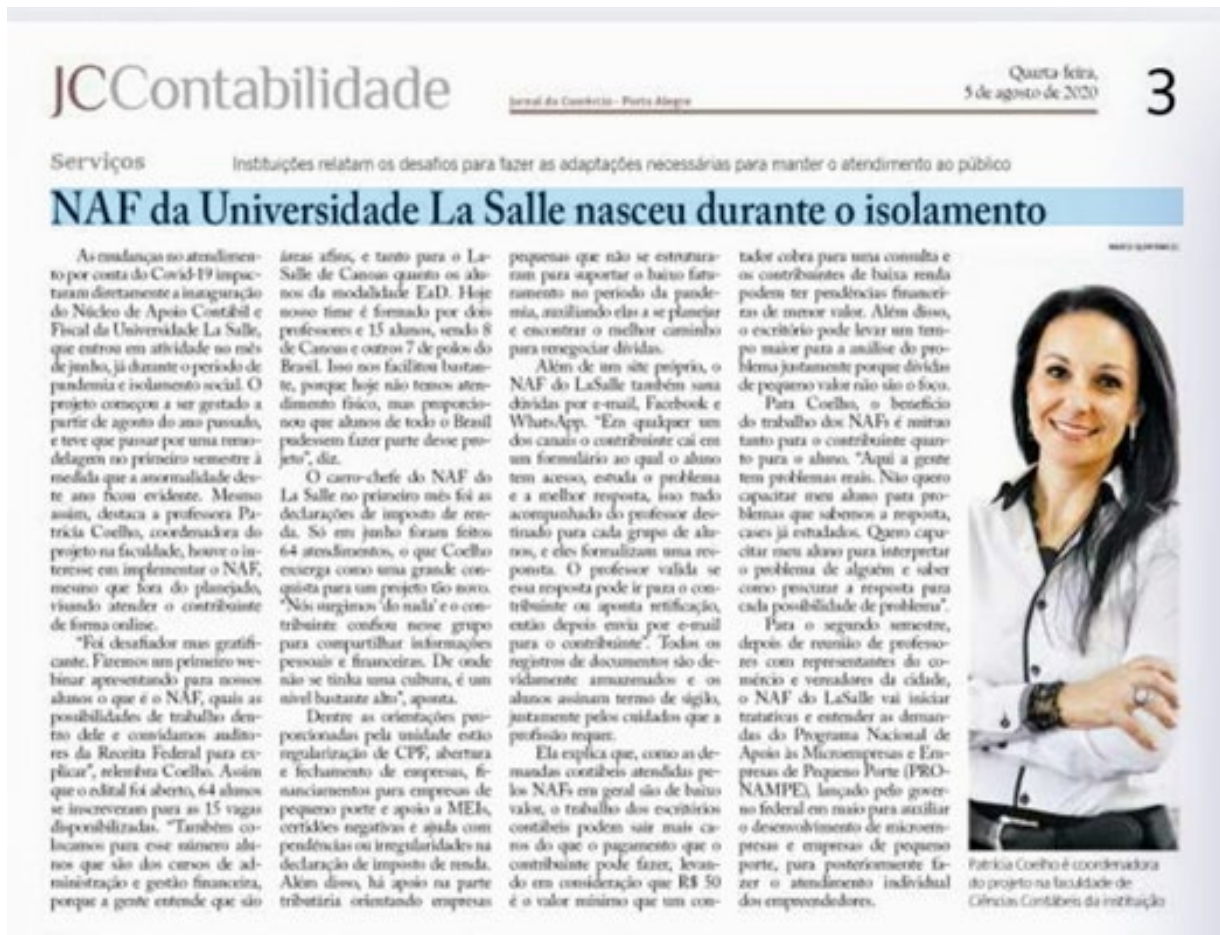 JCContabilidade
Jornal do Comércio - Porto Alegre
Quarta-feira,
5 de agosto de 2020
3
Serviços
Instituições relatam os desafios para fazer as adaptações necessárias para manter o atendimento ao público
NAF da Universidade La Salle nasceu durante o isolamento
As mudanças no atendimen-
to por conta do Covid-19 impac-
taram diretamente a inauguração
do Núcleo de Apoio Contábil e
Fiscal da Universidade La Salle,
que entrou em atividade no mês
de junho, já durante o período de
pandemia e isolamento social. O
projeto começou a ser gestado a
partir de agosto do ano passado,
e teve que passar por uma remo-
delagem no primeiro semestre à
medida que a anormalidade des-
te ano ficou evidente. Mesmo
assim, destaca a professora Pa-
trícia Coelho, coordenadora do
projeto na faculdade, houve o in-
teresse em implementar o NAF,
mesmo que fora do planejado,
visando atender o contribuinte
de forma online.
"Foi desafiador mas gratifi-
cante. Fizemos um primeiro we-
binar apresentando para nossos
alunos o que é o NAF, quais as
possibilidades de trabalho den-
tro dele e convidamos audito-
res da Receita Federal para ex-
plicar", relembra Coelho. Assim
que o edital foi aberto, 64 alunos
se inscreveram para as 15 vagas
disponibilizadas. "Também co-
locamos para esse número alu-
nos que são dos cursos de ad-
ministração e gestão financeira,
porque a gente entende que são
áreas afins, e tanto para o La-
Salle de Canoas quanto os alu-
nos da modalidade EaD. Hoje
nosso time é formado por dois
professores e 15 alunos, sendo 8
de Canoas e outros 7 de polos do
Brasil. Isso nos facilitou bastan-
te, porque hoje não temos aten-
dimento físico, mas proporcio-
nou que alunos de todo o Brasil
pudessem fazer parte desse pro-
jeto", diz.
O carro-chefe do NAF do
La Salle no primeiro mês foi as
declarações de imposto de ren-
da. Só em junho foram feitos
64 atendimentos, o que Coelho
enxerga como uma grande con-
quista para um projeto tão novo.
"Nós surgimos 'do nada' e o con-
tribuinte confiou nesse grupo
para compartilhar informações
pessoais e financeiras. De onde
não se tinha uma cultura, é um
nível bastante alto", aponta.
Dentre as orientações pro-
porcionadas pela unidade estão
regularização de CPF, abertura
e fechamento de empresas, fi-
nanciamentos para empresas de
pequeno porte e apoio a MEIs,
certidões negativas e ajuda com
pendências ou irregularidades na
declaração de imposto de renda.
Além disso, há apoio na parte
tributária orientando empresas
pequenas que não se estrutura-
ram para suportar o baixo fatu-
ramento no período da pande-
mia, auxiliando elas a se planejar
e encontrar o melhor caminho
para renegociar dívidas.
Além de um site próprio, o
NAF do LaSalle também sana
dúvidas por e-mail, Facebook e
WhatsApp. "Em qualquer um
dos canais o contribuinte cai em
um formulário ao qual o aluno
tem acesso, estuda o problema
e a melhor resposta, isso tudo
acompanhado do professor des-
tinado para cada grupo de alu-
nos, e eles formalizam uma res-
posta. O professor valida se
essa resposta pode ir para o con-
tribuinte ou aponta retificação,
então depois envia por e-mail
para o contribuinte". Todos os
registros de documentos são de-
vidamente armazenados e os
alunos assinam termo de sigilo,
justamente pelos cuidados que a
profissão requer.
Ela explica que, como as de-
mandas contábeis atendidas pe-
los NAFs em geral são de baixo
valor, o trabalho dos escritórios
contábeis podem sair mais ca-
ros do que o pagamento que o
contribuinte pode fazer, levan-
do em consideração que R$ 50
é o valor mínimo que um con-
tador cobra para uma consulta e
os contribuintes de baixa renda
podem ter pendências financei-
ras de menor valor. Além disso,
o escritório pode levar um tem-
po maior para a análise do pro-
blema justamente porque dívidas
de pequeno valor não são o foco.
Para Coelho, o benefício
do trabalho dos NAFs é mútuo
tanto para o contribuinte quan-
to para o aluno. "Aqui a gente
tem problemas reais. Não quero
capacitar meu aluno para pro-
blemas que sabemos a resposta,
cases já estudados. Quero capa-
citar meu aluno para interpretar
o problema de alguém e saber
como procurar a resposta para
cada possibilidade de problema".
Para o segundo semestre,
depois de reunião de professo-
res com representantes do co-
mércio e vereadores da cidade,
o NAF do LaSalle vai iniciar
tratativas e entender as deman-
das do Programa Nacional de
Apoio às Microempresas e Em-
presas de Pequeno Porte (PRO-
NAMPE), lançado pelo gover-
no federal em maio para auxiliar
o desenvolvimento de microem-
presas e empresas de pequeno
porte, para posteriormente fa-
zer o atendimento individual
dos empreendedores.
Patrícia Coelho é coordenadora
do projeto na faculdade de
Ciências Contábeis da instituição